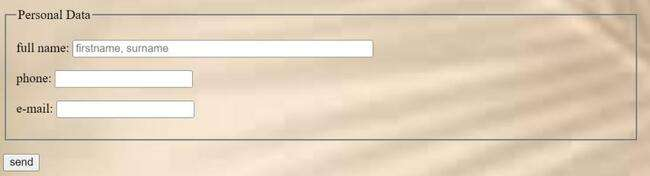 Personal Data
full name: firstname, surname
phone:
e-mail:
send